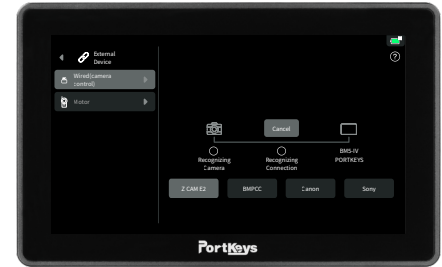 External
Device
Wired(camera
control)
Motor
Cancel
Recognizing
Camera
Recognizing
Connection
BM5-IV
PORTKEYS
Z CAM E2
BMPCC
Canon
Sony
PortKeys